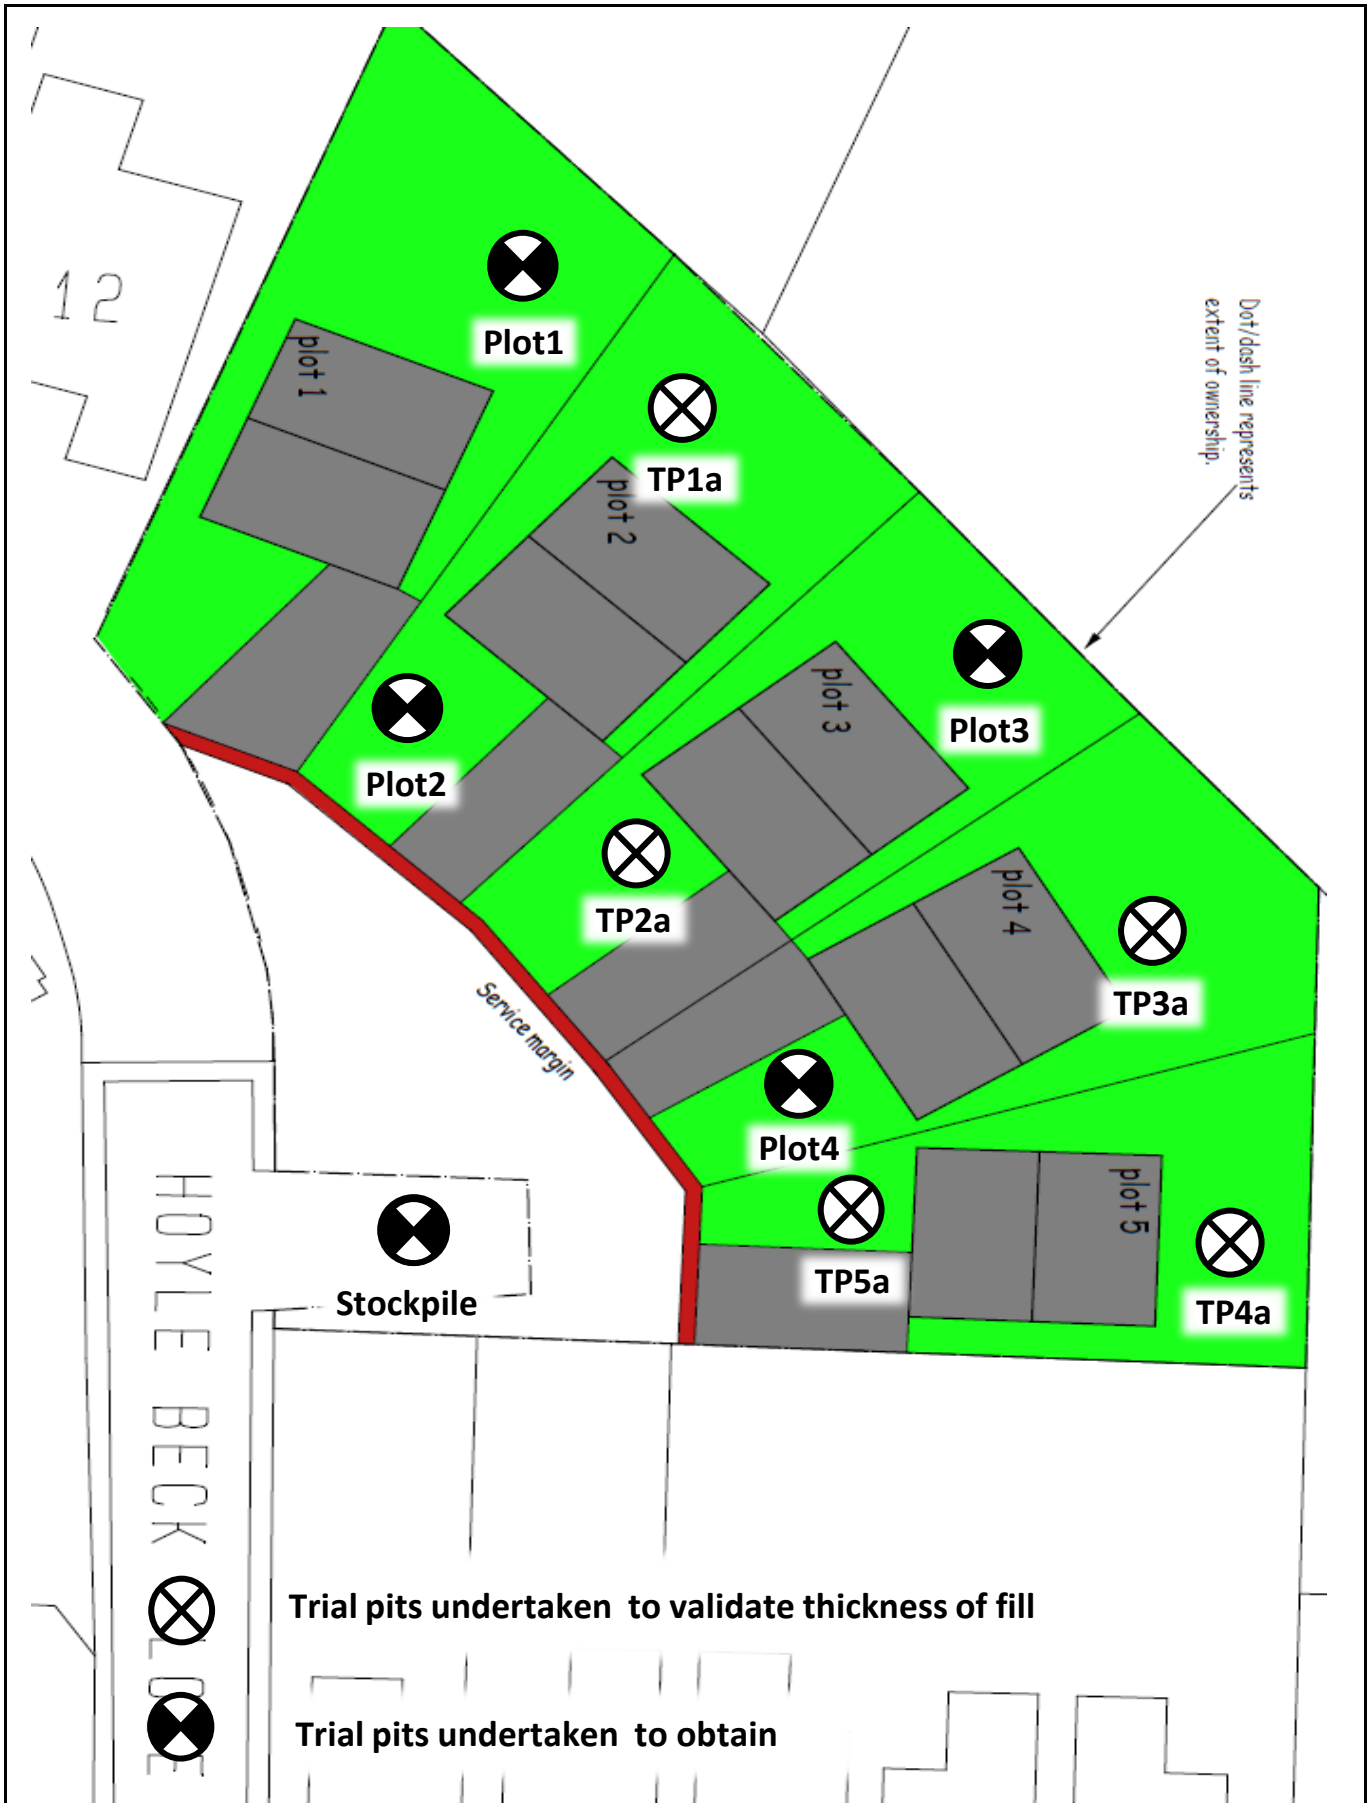 12
Plot1
plot 1
Dot/dash line represents
extent of ownership.
TP1a
plot 2
Plot3
plot 3
Plot2
TP2a
plot 4
TP3a
Service margin
Plot4
plot 5
TP5a
TP4a
Stockpile
HOYLE BECK
Trial pits undertaken to validate thickness of fill
Trial pits undertaken to obtain